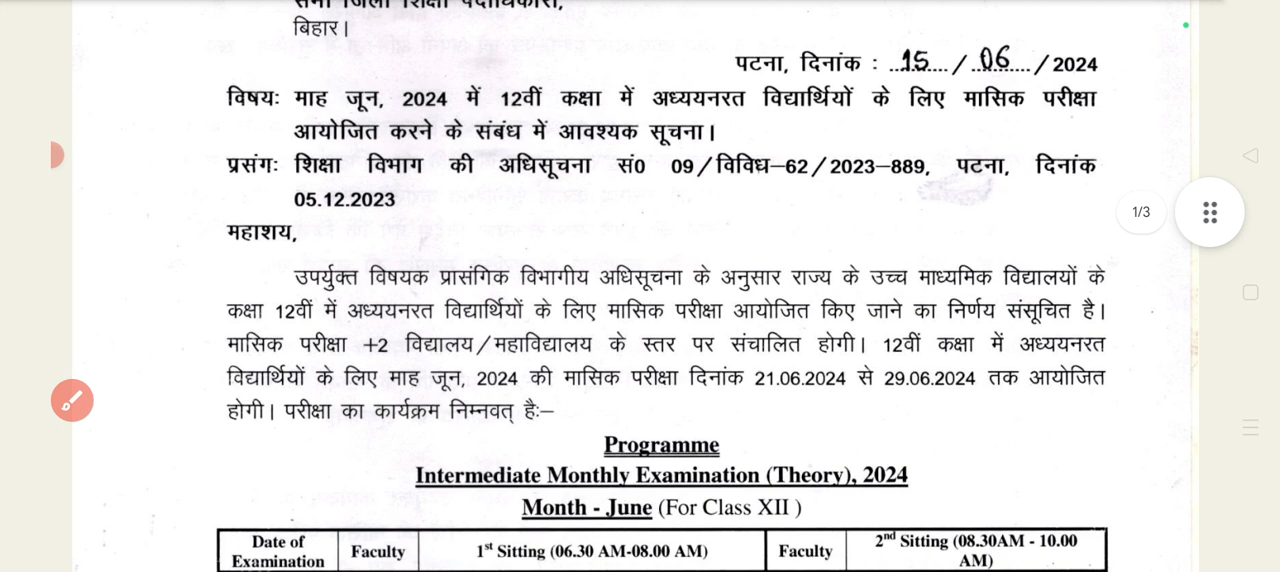 सभी जिला शिक्षा पदाधिकारी,
बिहार।
पटना, दिनांक : ..15..... / ..06..... / 2024
विषयः माह जून, 2024 में 12वीं कक्षा में अध्ययनरत विद्यार्थियों के लिए मासिक परीक्षा
आयोजित करने के संबंध में आवश्यक सूचना।
प्रसंगः शिक्षा विभाग की अधिसूचना सं0 09/विविध–62/2023–889, पटना, दिनांक
05.12.2023
महाशय,
1/3
उपर्युक्त विषयक प्रासंगिक विभागीय अधिसूचना के अनुसार राज्य के उच्च माध्यमिक विद्यालयों के
कक्षा 12वीं में अध्ययनरत विद्यार्थियों के लिए मासिक परीक्षा आयोजित किए जाने का निर्णय संसूचित है।
मासिक परीक्षा +2 विद्यालय/महाविद्यालय के स्तर पर संचालित होगी। 12वीं कक्षा में अध्ययनरत
विद्यार्थियों के लिए माह जून, 2024 की मासिक परीक्षा दिनांक 21.06.2024 से 29.06.2024 तक आयोजित
होगी। परीक्षा का कार्यक्रम निम्नवत् हैः–
Programme
Intermediate Monthly Examination (Theory), 2024
Month - June (For Class XII )
Date of Examination Faculty 1st Sitting (06.30 AM-08.00 AM) Faculty 2nd Sitting (08.30AM - 10.00 AM)